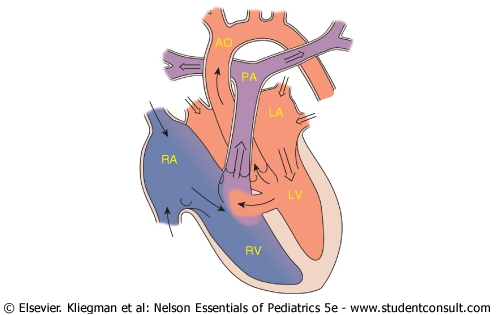 AO
PA
LA
RA
LV
RV
© Elsevier. Kliegman et al: Nelson Essentials of Pediatrics 5e - www.studentconsult.com